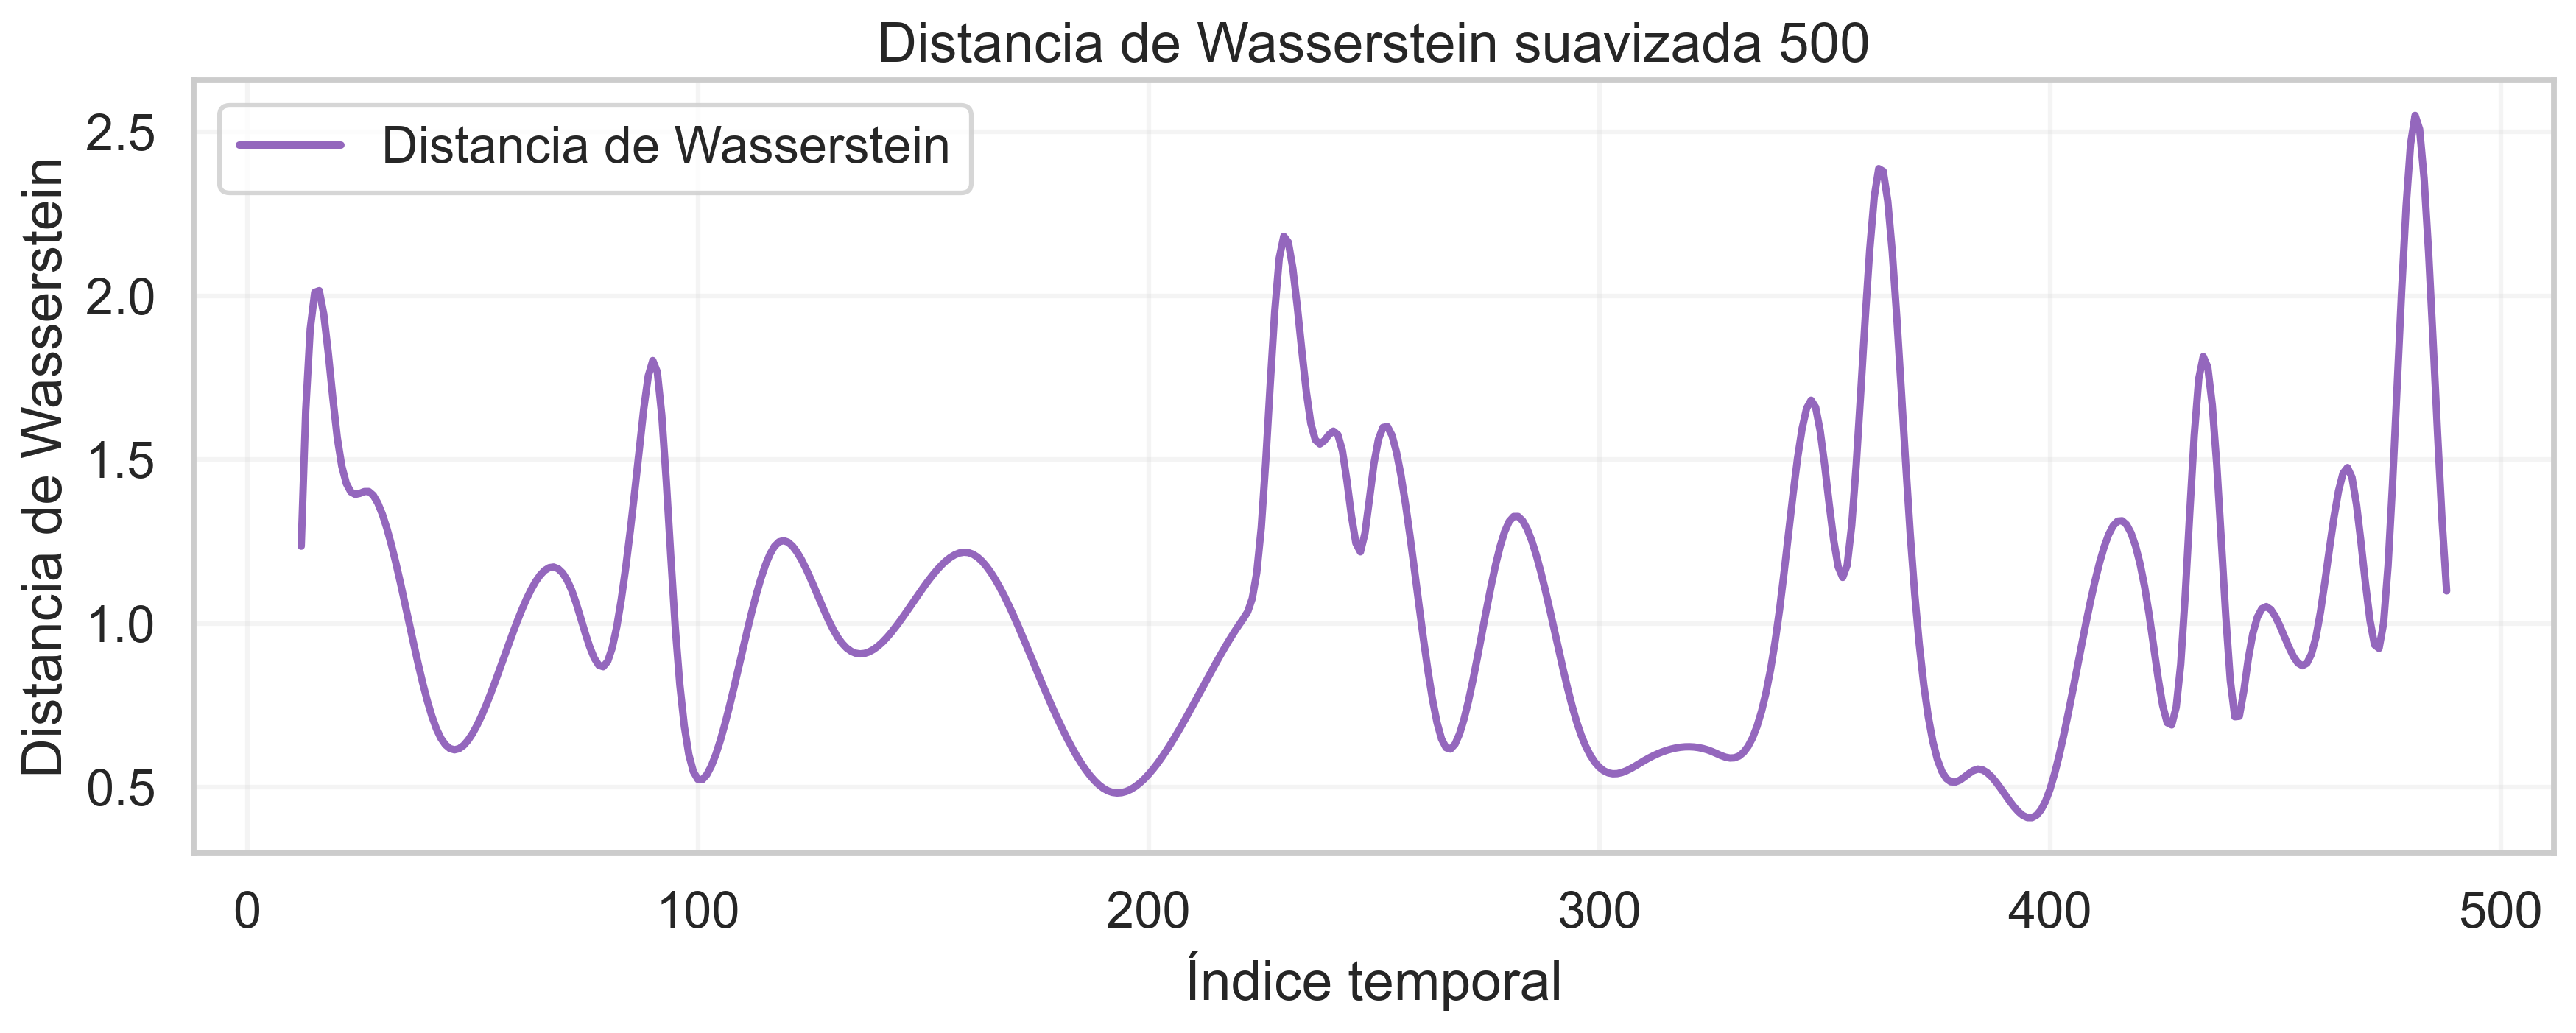 Distancia de Wasserstein suavizada 500
Distancia de Wasserstein
Distancia de Wasserstein
2.5
2.0
1.5
1.0
0.5
0 100 200 300 400 500
Índice temporal